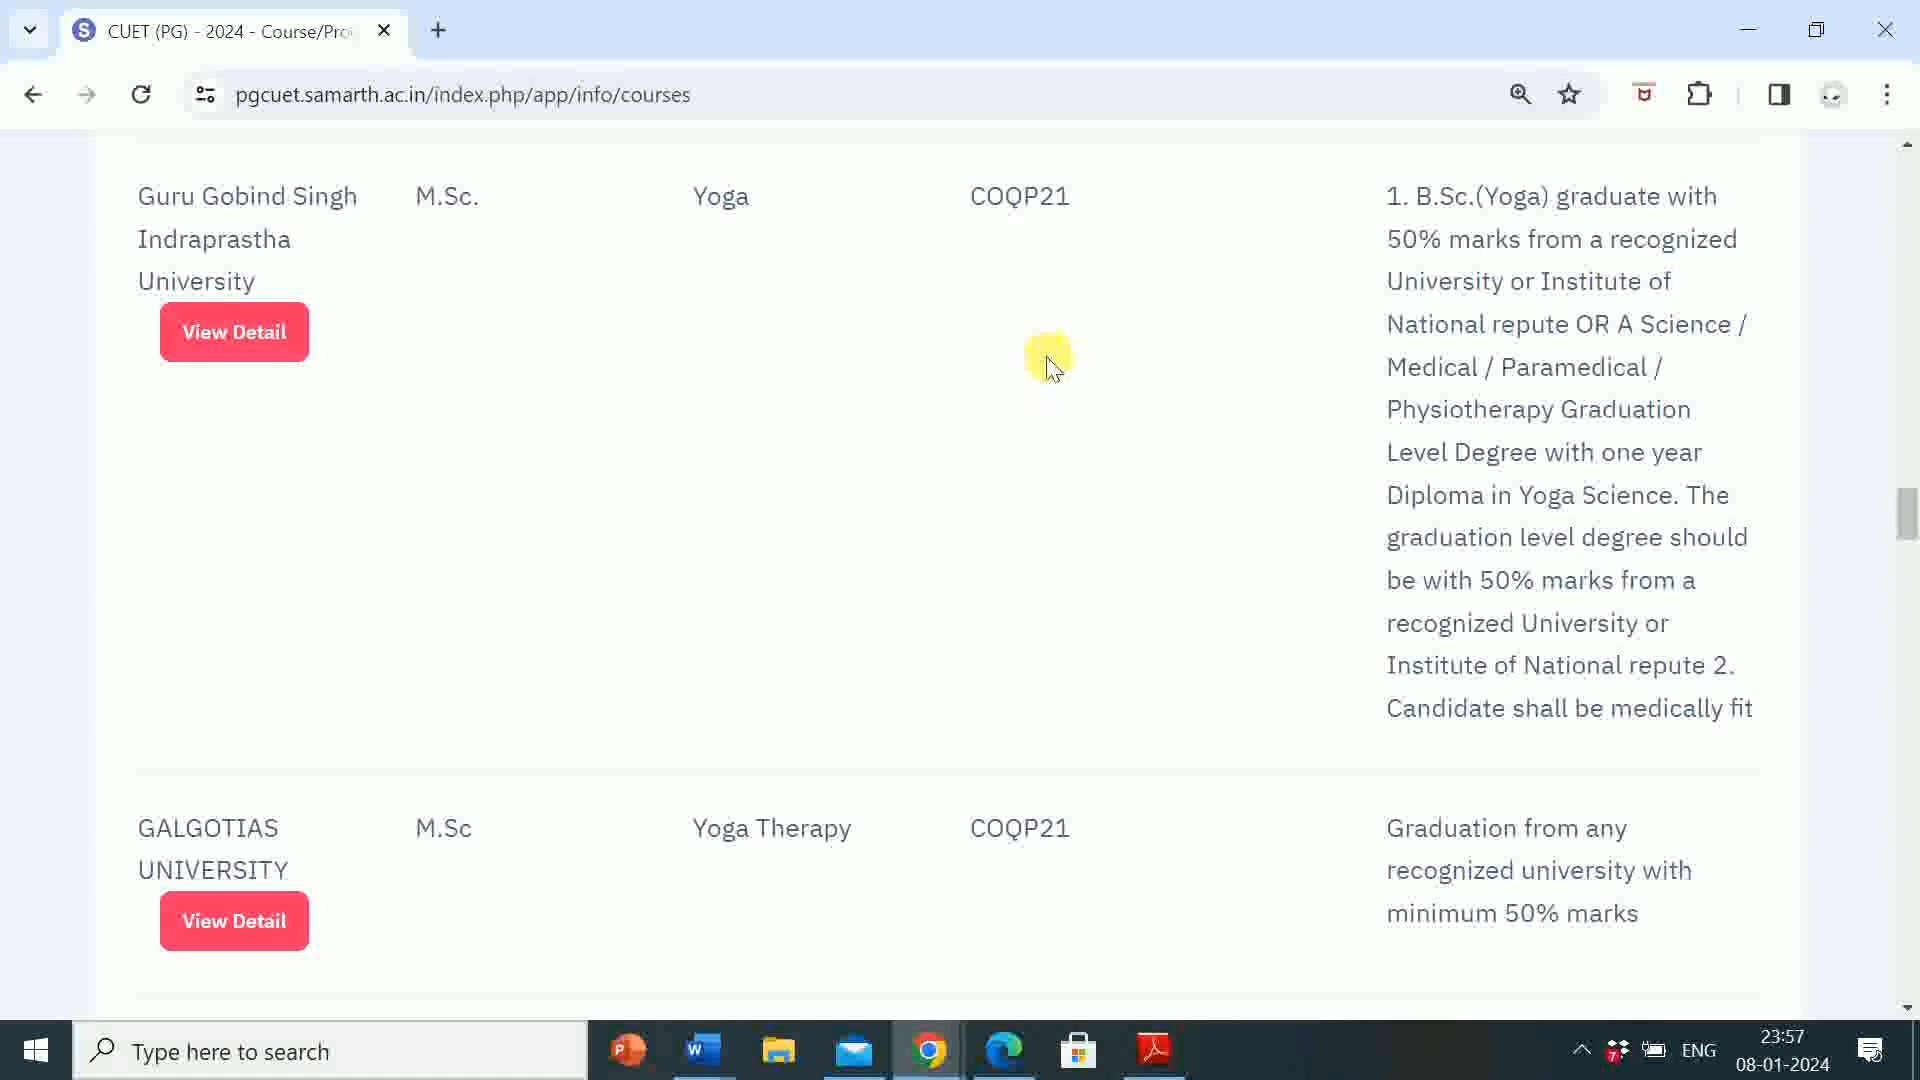 CUET (PG) - 2024 - Course/Pro
pgcuet.samarth.ac.in/index.php/app/info/courses
Guru Gobind Singh
Indraprastha
University
View Detail
M.Sc.
Yoga
COQP21
1. B.Sc.(Yoga) graduate with
50% marks from a recognized
University or Institute of
National repute OR A Science /
Medical / Paramedical /
Physiotherapy Graduation
Level Degree with one year
Diploma in Yoga Science. The
graduation level degree should
be with 50% marks from a
recognized University or
Institute of National repute 2.
Candidate shall be medically fit
GALGOTIAS
UNIVERSITY
View Detail
M.Sc
Yoga Therapy
COQP21
Graduation from any
recognized university with
minimum 50% marks
Type here to search
7
ENG
23:57
08-01-2024